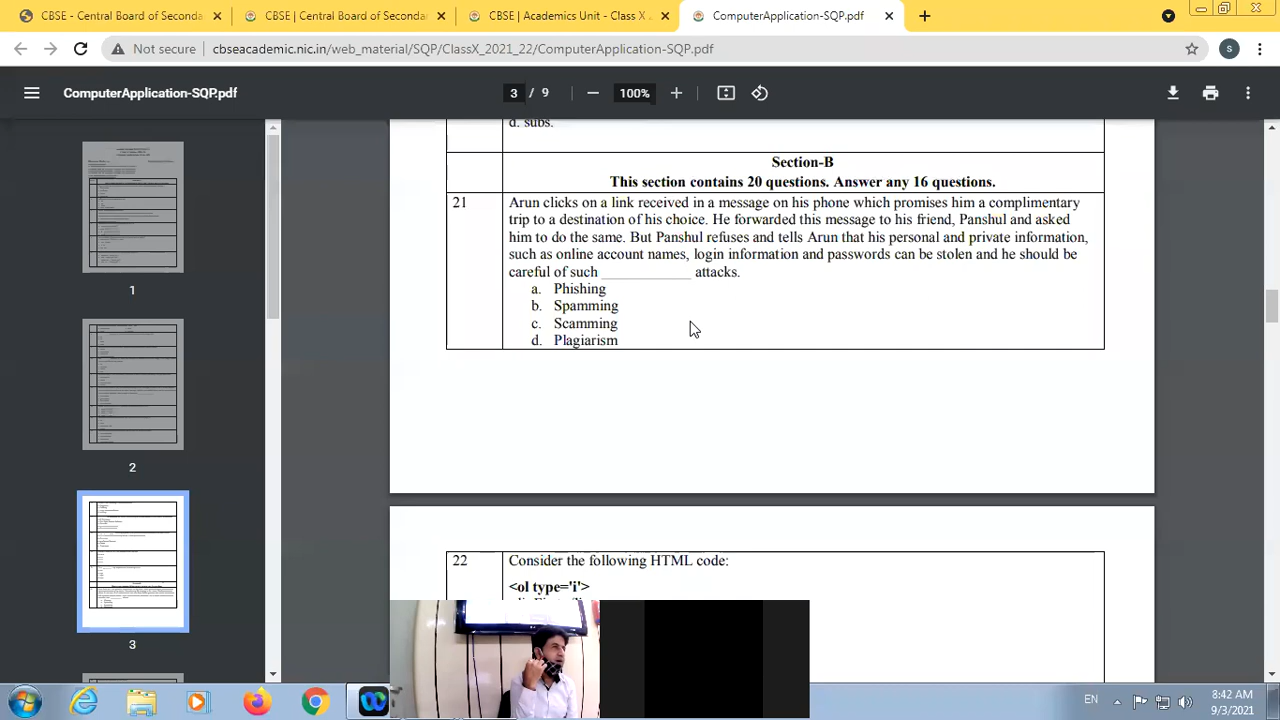 CBSE - Central Board of Seconda
CBSE | Central Board of Secondar
CBSE | Academics Unit - Class X
ComputerApplication-SQP.pdf
Not secure
cbseacademic.nic.in/web_material/SQP/ClassX_2021_22/ComputerApplication-SQP.pdf
S
ComputerApplication-SQP.pdf
3 / 9
100%
1
2
3
d. subs.
Section-B
This section contains 20 questions. Answer any 16 questions.
21
Arun clicks on a link received in a message on his phone which promises him a complimentary
trip to a destination of his choice. He forwarded this message to his friend, Panshul and asked
him to do the same. But Panshul refuses and tells Arun that his personal and private information,
such as online account names, login information and passwords can be stolen and he should be
careful of such _____________ attacks.
a. Phishing
b. Spamming
c. Scamming
d. Plagiarism
22
Consider the following HTML code:
<ol type='i'>
EN
8:42 AM
9/3/2021